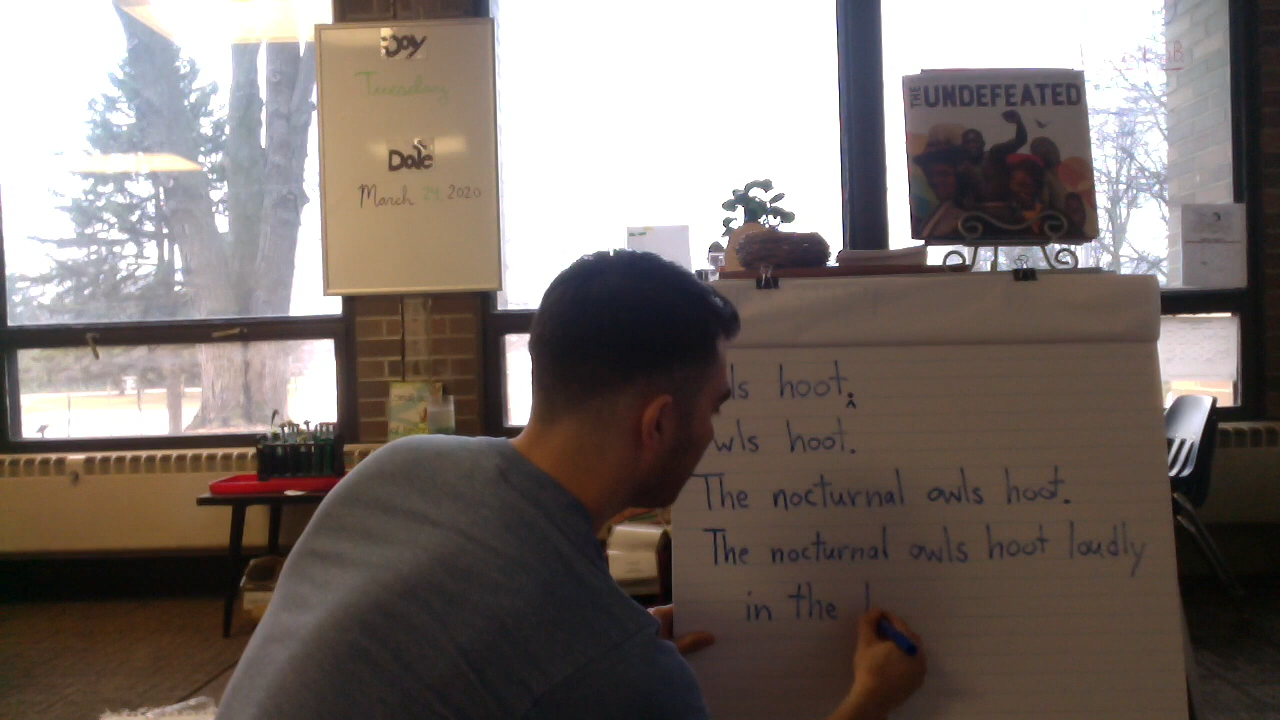 Day
Tuesday
Date
March 24, 2020
THE UNDEFEATED
ls hoot.
wls hoot.
The nocturnal owls hoot.
The nocturnal owls hoot loudly
in the